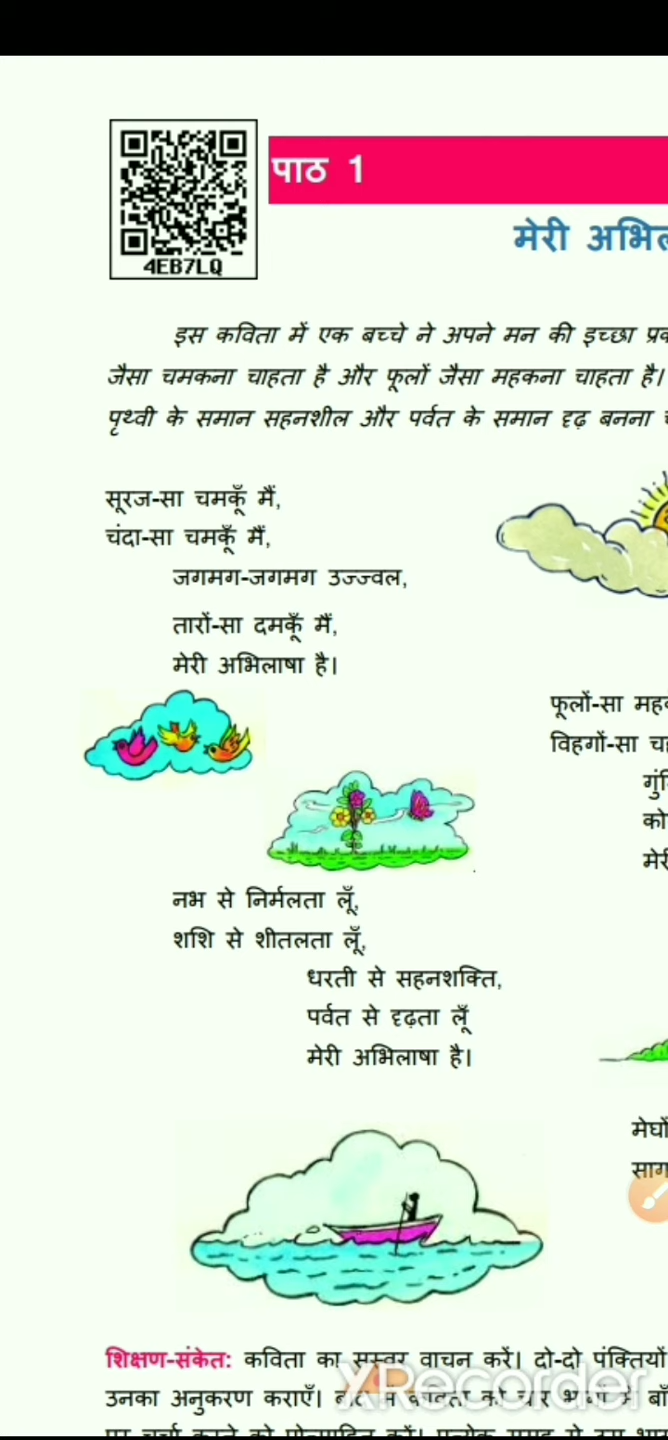 4EB7LQ
पाठ 1
मेरी
इस कविता में एक बच्चे ने अपने मन की इच्छा
जैसा चमकना चाहता है और फूलों जैसा महकना चाहता है।
पृथ्वी के समान सहनशील और पर्वत के समान दृढ़ बनना
सूरज-सा चमकूँ मैं,
चंदा-सा चमकूँ मैं,
जगमग-जगमग उज्ज्वल,
तारों-सा दमकूँ मैं,
मेरी अभिलाषा है।
फूलों-सा
विहगों-सा
नभ से निर्मलता लूँ,
शशि से शीतलता लूँ,
धरती से सहनशक्ति,
पर्वत से दृढ़ता लूँ
मेरी अभिलाषा है।
शिक्षण-संकेत: कविता का सस्वर वाचन करें। दो-दो पंक्तियों
उनका अनुकरण कराएँ।
XRecorder